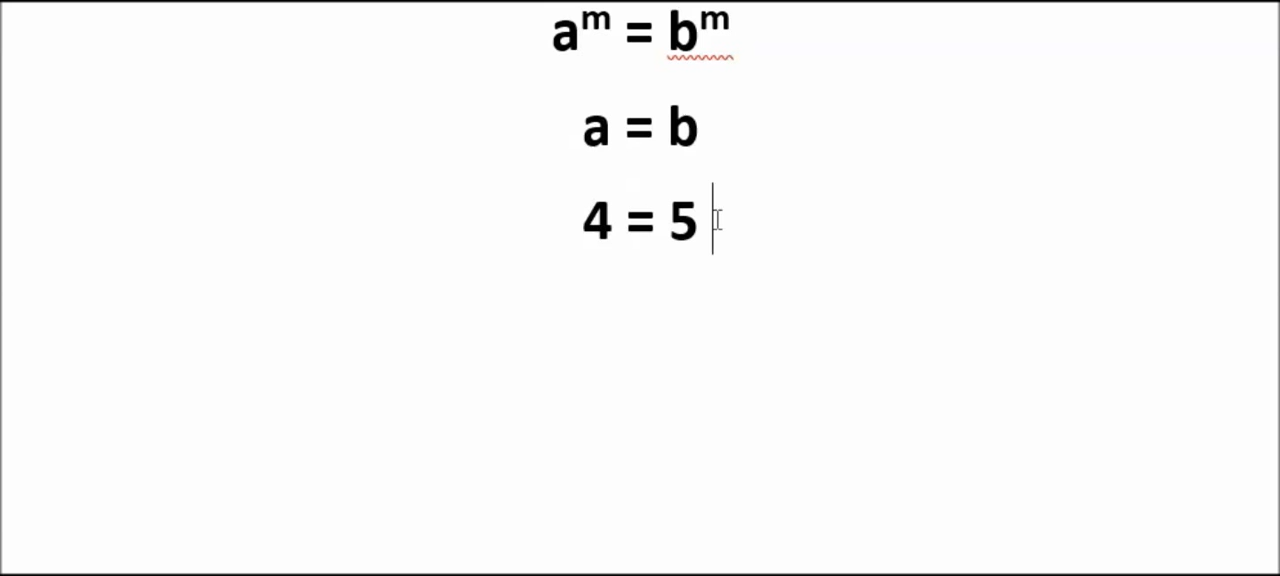 aᵐ = bᵐ
a = b
4 = 5